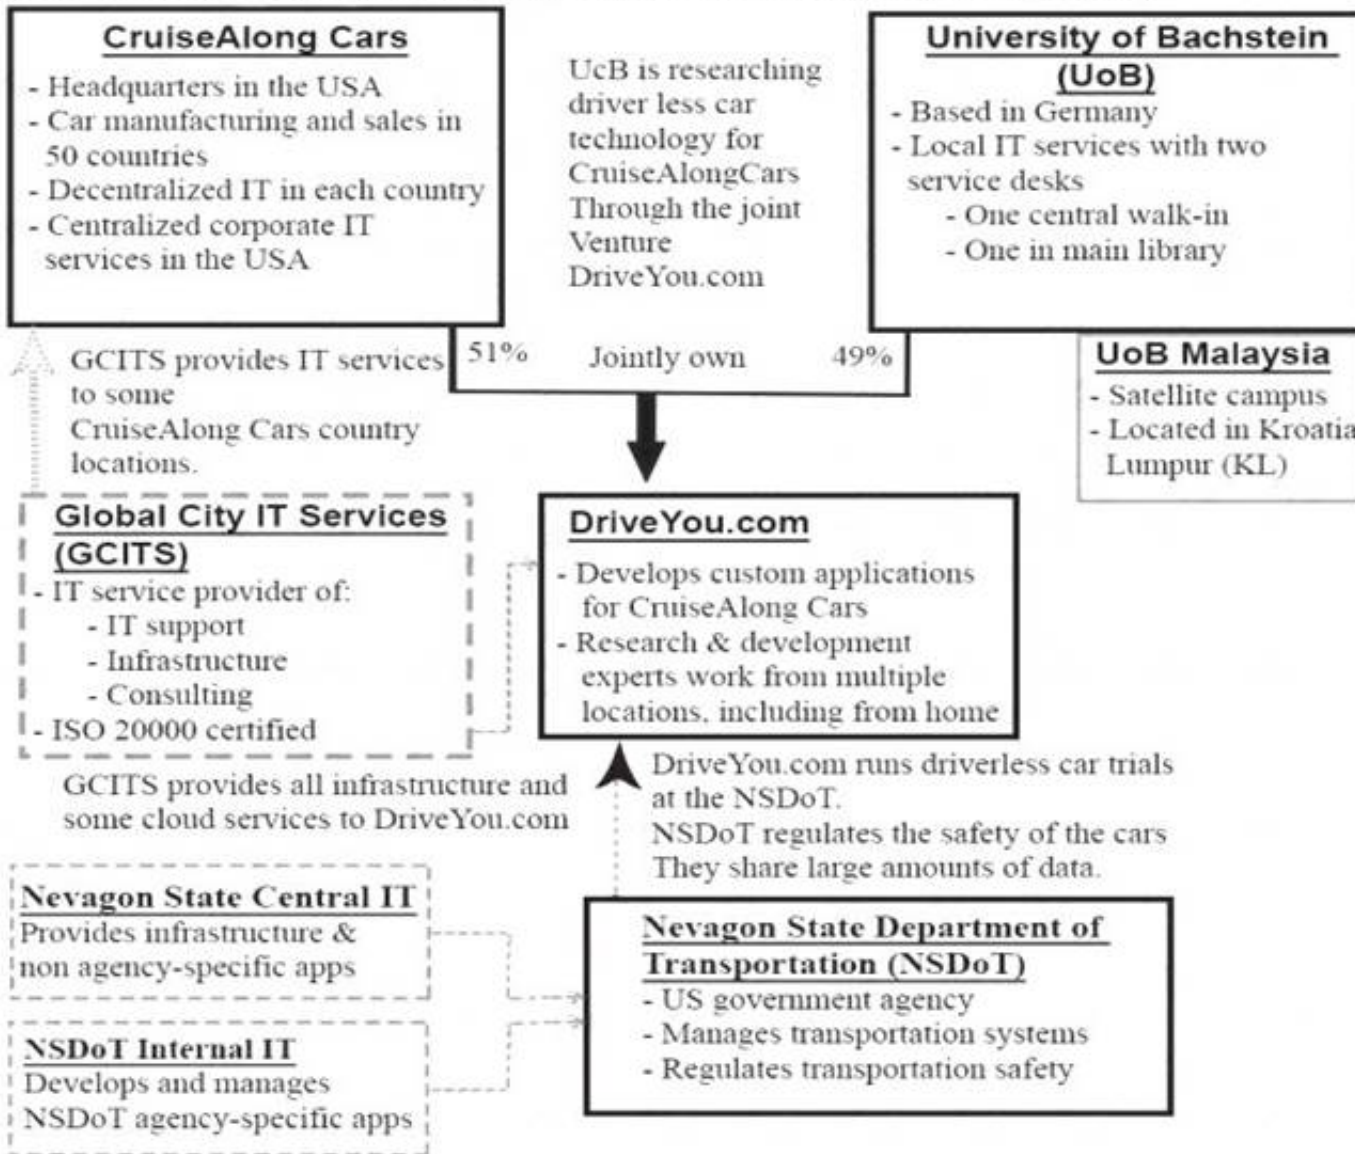 CruiseAlong Cars
- Headquarters in the USA
- Car manufacturing and sales in
50 countries
- Decentralized IT in each country
- Centralized corporate IT
services in the USA
UcB is researching
driver less car
technology for
CruiseAlongCars
Through the joint
Venture
DriveYou.com
University of Bachstein
(UoB)
- Based in Germany
- Local IT services with two
service desks
- One central walk-in
- One in main library
51% Jointly own 49%
UoB Malaysia
- Satellite campus
- Located in Kroatia
Lumpur (KL)
GCITS provides IT services
to some
CruiseAlong Cars country
locations.
Global City IT Services
(GCITS)
- IT service provider of:
- IT support
- Infrastructure
- Consulting
- ISO 20000 certified
DriveYou.com
- Develops custom applications
for CruiseAlong Cars
- Research & development
experts work from multiple
locations, including from home
GCITS provides all infrastructure and
some cloud services to DriveYou.com
DriveYou.com runs driverless car trials
at the NSDoT.
NSDoT regulates the safety of the cars
They share large amounts of data.
Nevagon State Central IT
Provides infrastructure &
non agency-specific apps
NSDoT Internal IT
Develops and manages
NSDoT agency-specific apps
Nevagon State Department of
Transportation (NSDoT)
- US government agency
- Manages transportation systems
- Regulates transportation safety